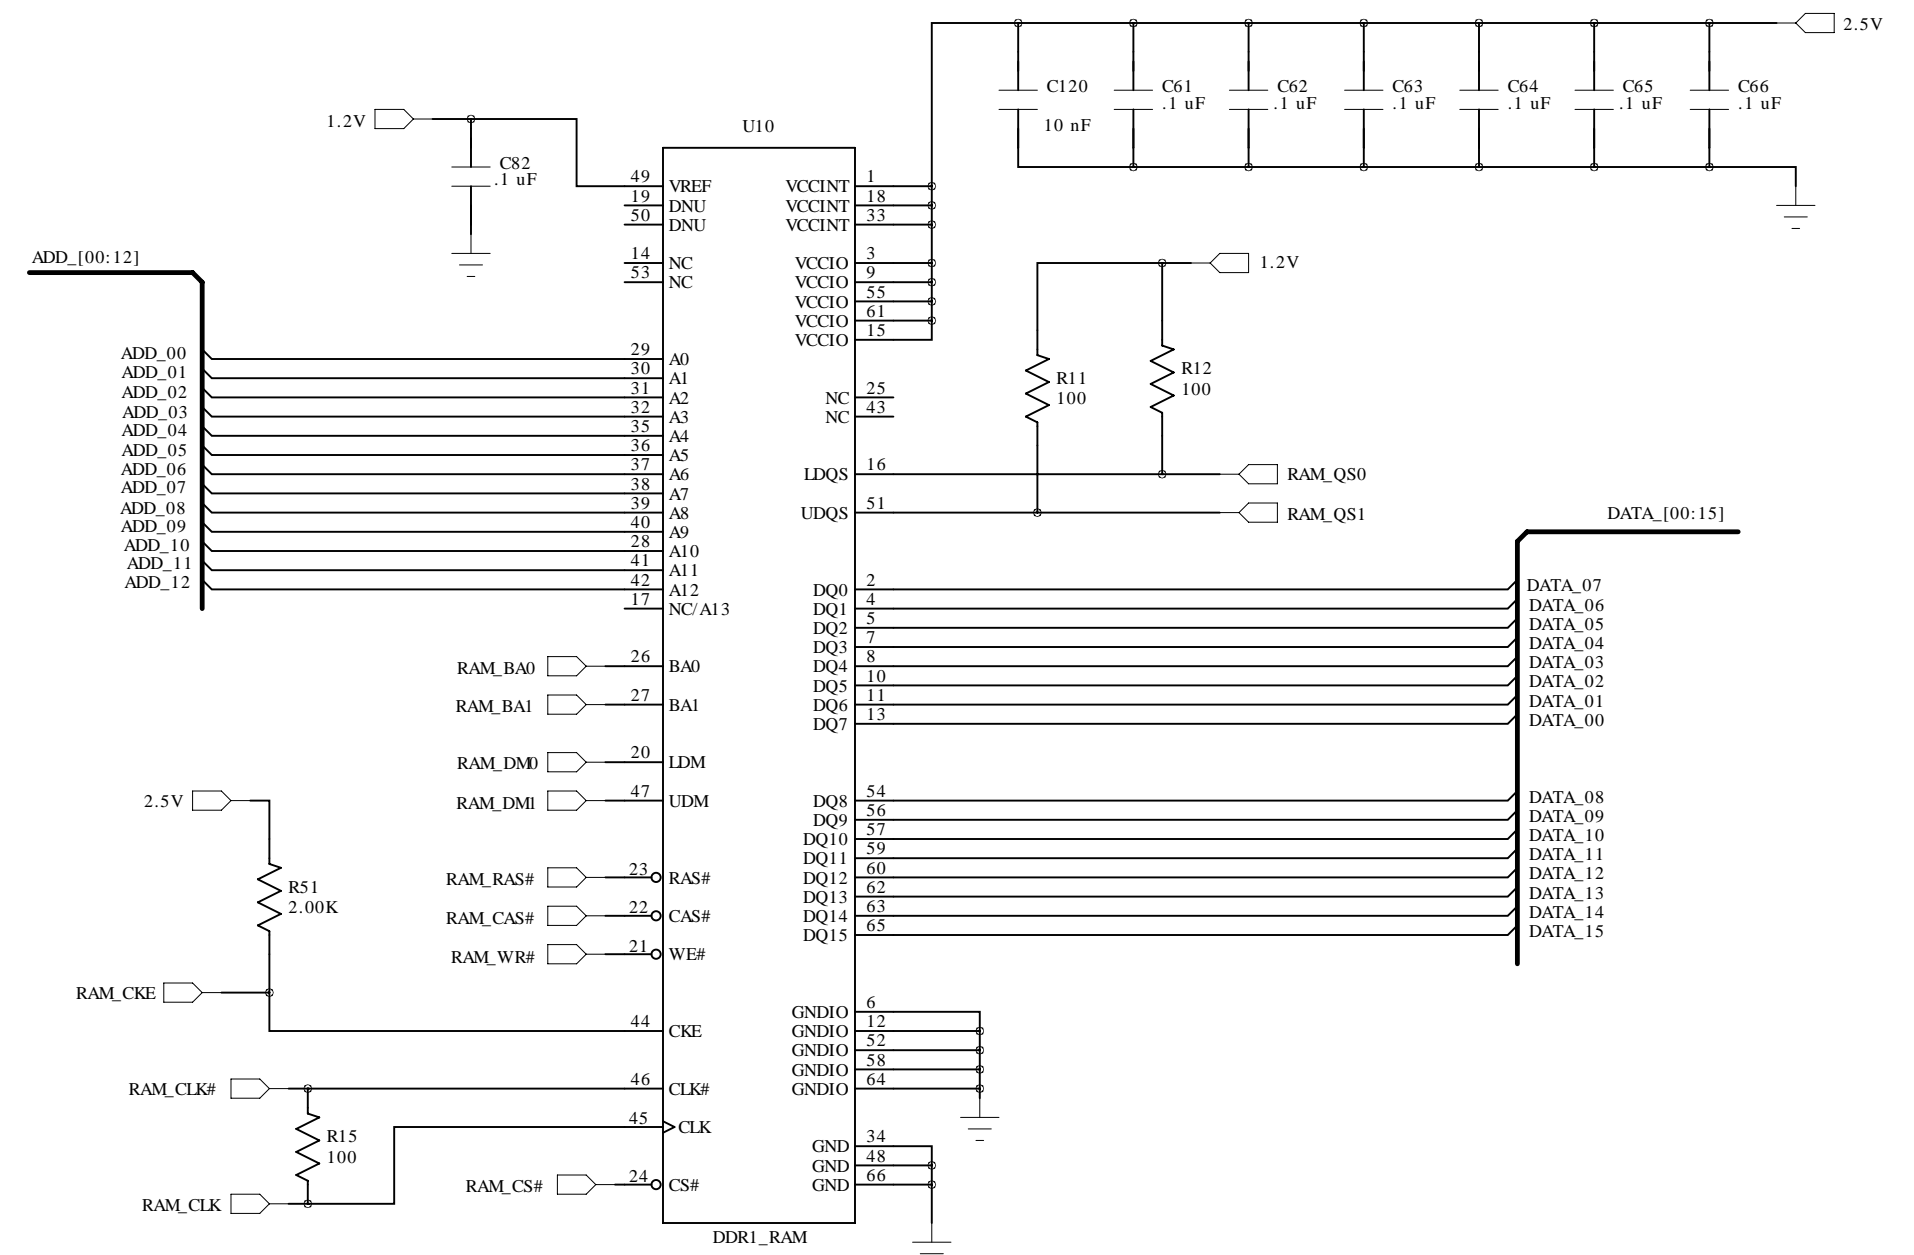 2.5V
C120
10 nF
C61
.1 uF
C62
.1 uF
C63
.1 uF
C64
.1 uF
C65
.1 uF
C66
.1 uF
1.2V
C82
.1 uF
U10
49 VREF
19 DNU
50 DNU
14 NC
53 NC
VCCINT 1
VCCINT 18
VCCINT 33
VCCIO 3
VCCIO 9
VCCIO 55
VCCIO 61
VCCIO 15
1.2V
R11
100
R12
100
NC 25
NC 43
LDQS 16 RAM_QS0
UDQS 51 RAM_QS1
ADD_[00:12]
ADD_00 29 A0
ADD_01 30 A1
ADD_02 31 A2
ADD_03 32 A3
ADD_04 35 A4
ADD_05 36 A5
ADD_06 37 A6
ADD_07 38 A7
ADD_08 39 A8
ADD_09 40 A9
ADD_10 28 A10
ADD_11 41 A11
ADD_12 42 A12
17 NC/A13
DATA_[00:15]
DQ0 2 DATA_07
DQ1 4 DATA_06
DQ2 5 DATA_05
DQ3 7 DATA_04
DQ4 8 DATA_03
DQ5 10 DATA_02
DQ6 11 DATA_01
DQ7 13 DATA_00
RAM_BA0 26 BA0
RAM_BA1 27 BA1
RAM_DM0 20 LDM
RAM_DM1 47 UDM
DQ8 54 DATA_08
DQ9 56 DATA_09
DQ10 57 DATA_10
DQ11 59 DATA_11
DQ12 60 DATA_12
DQ13 62 DATA_13
DQ14 63 DATA_14
DQ15 65 DATA_15
2.5V
R51
2.00K
RAM_RAS# 23 RAS#
RAM_CAS# 22 CAS#
RAM_WR# 21 WE#
RAM_CKE
44 CKE
GNDIO 6
GNDIO 12
GNDIO 52
GNDIO 58
GNDIO 64
RAM_CLK# 46 CLK#
45 CLK
R15
100
RAM_CLK
RAM_CS# 24 CS#
GND 34
GND 48
GND 66
DDR1_RAM